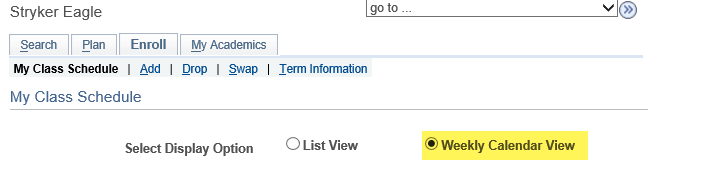 Stryker Eagle
go to ...
Search Plan Enroll My Academics
My Class Schedule | Add | Drop | Swap | Term Information
My Class Schedule
Select Display Option List View Weekly Calendar View